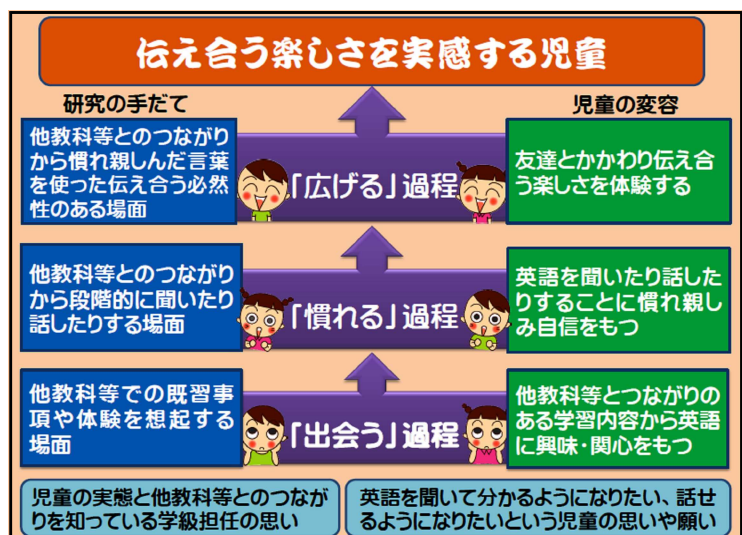 伝え合う楽しさを実感する児童
研究の手だて
児童の変容
他教科等とのつながり
から慣れ親しんだ言葉
を使った伝え合う必然
性のある場面
「広げる」過程
友達とかかわり伝え合
う楽しさを体験する
他教科等とのつながり
から段階的に聞いたり
話したりする場面
「慣れる」過程
英語を聞いたり話した
りすることに慣れ親し
み自信をもつ
他教科等での既習事
項や体験を想起する
場面
「出会う」過程
他教科等とつながりの
ある学習内容から英語
に興味・関心をもつ
児童の実態と他教科等とのつなが
りを知っている学級担任の思い
英語を聞いて分かるようになりたい、話せ
るようになりたいという児童の思いや願い